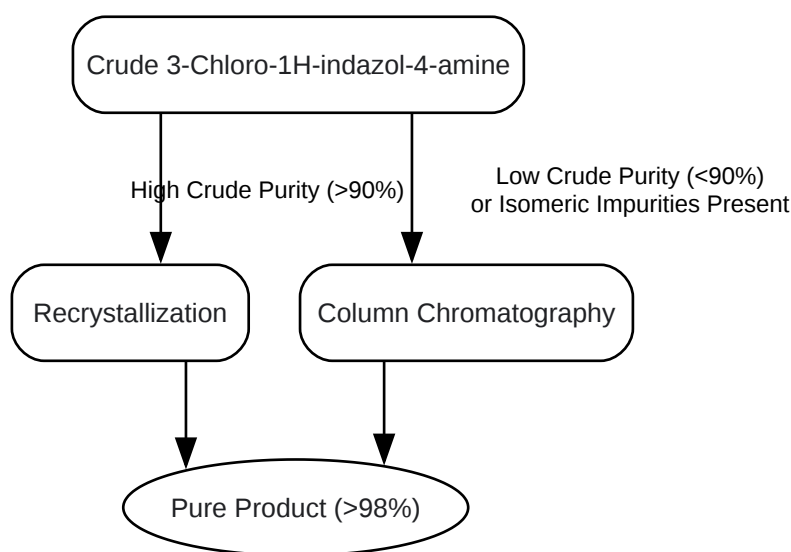 Crude 3-Chloro-1H-indazol-4-amine
High Crude Purity (>90%)
Low Crude Purity (<90%)
or Isomeric Impurities Present
Recrystallization
Column Chromatography
Pure Product (>98%)